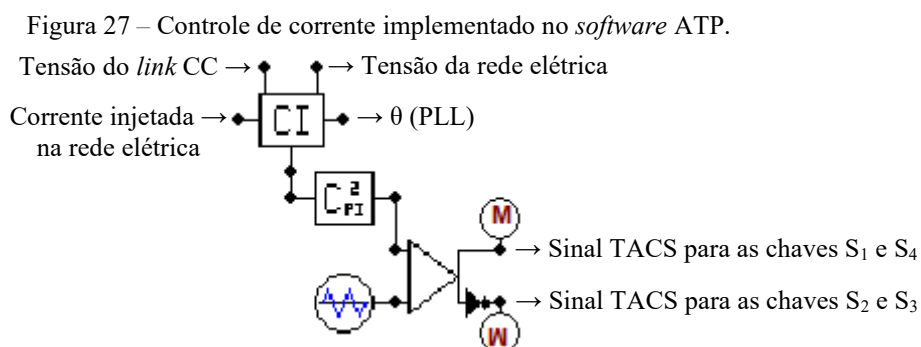 Figura 27 – Controle de corrente implementado no software ATP.
Tensão do link CC → → Tensão da rede elétrica
Corrente injetada →
na rede elétrica
CI
→ θ (PLL)
C 2 PI
M
→ Sinal TACS para as chaves S₁ e S₄
→ Sinal TACS para as chaves S₂ e S₃
M